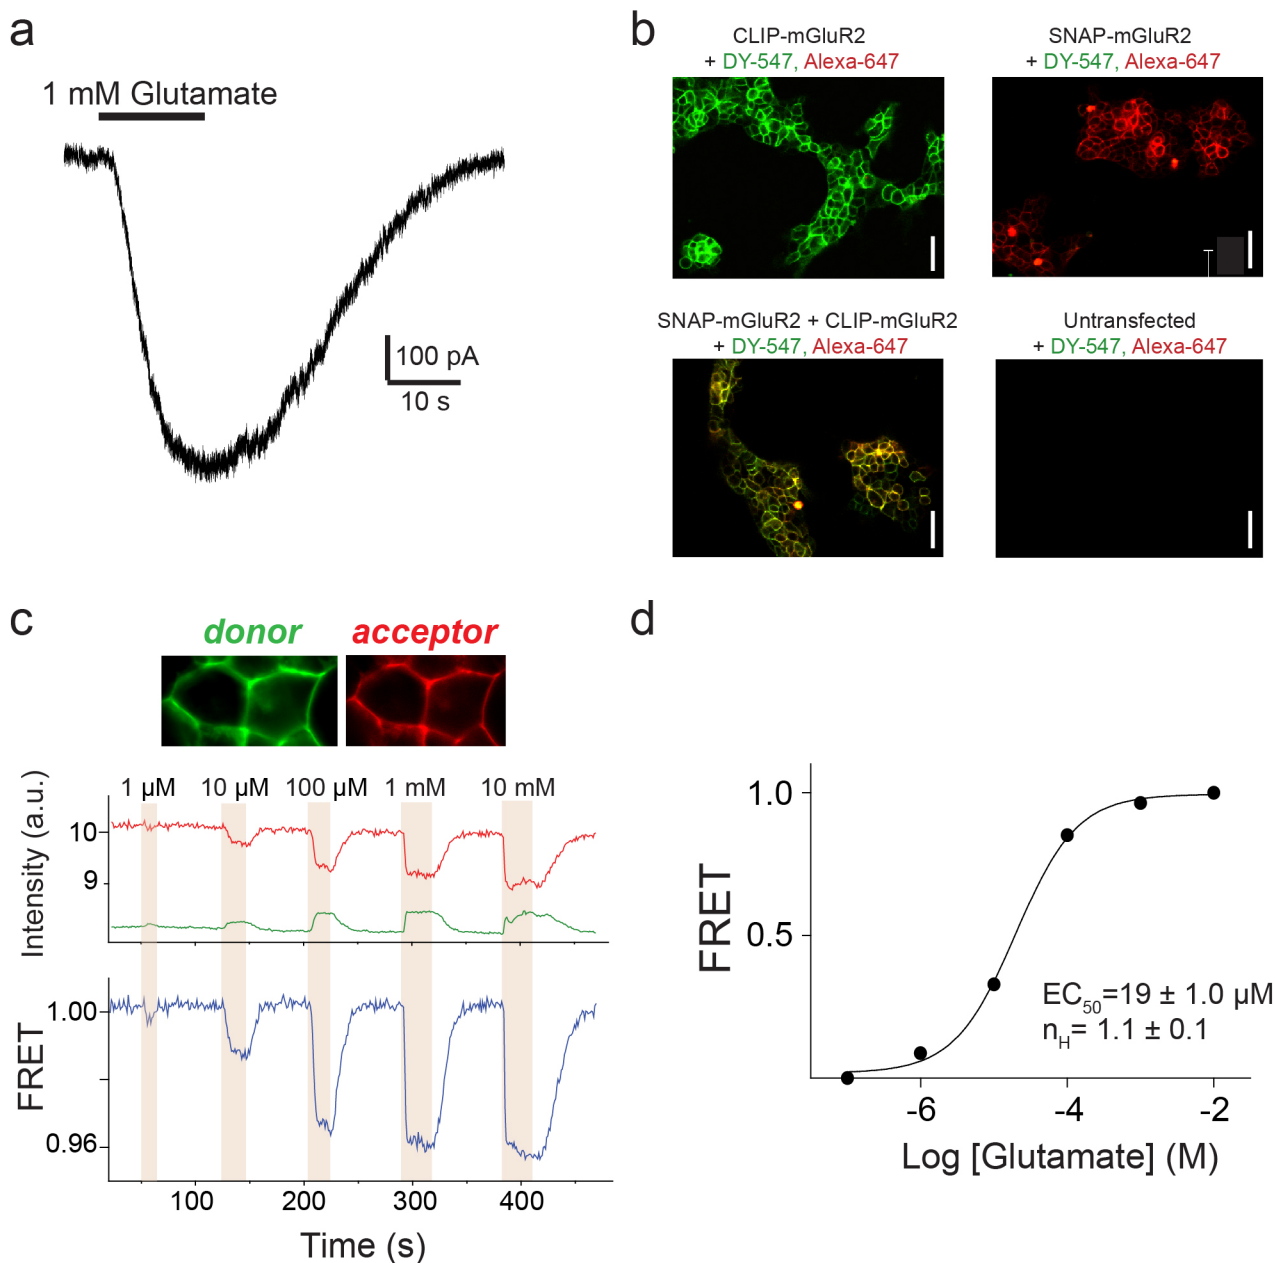 a
1 mM Glutamate
100 pA
10 s
b
CLIP-mGluR2
+ DY-547, Alexa-647
SNAP-mGluR2
+ DY-547, Alexa-647
SNAP-mGluR2 + CLIP-mGluR2
+ DY-547, Alexa-647
Untransfected
+ DY-547, Alexa-647
c
donor
acceptor
1 µM
10 µM
100 µM
1 mM
10 mM
Intensity (a.u.)
10
9
FRET
1.00
0.96
100
200
300
400
Time (s)
d
FRET
1.0
0.5
EC50=19 ± 1.0 µM
nH= 1.1 ± 0.1
-6
-4
-2
Log [Glutamate] (M)